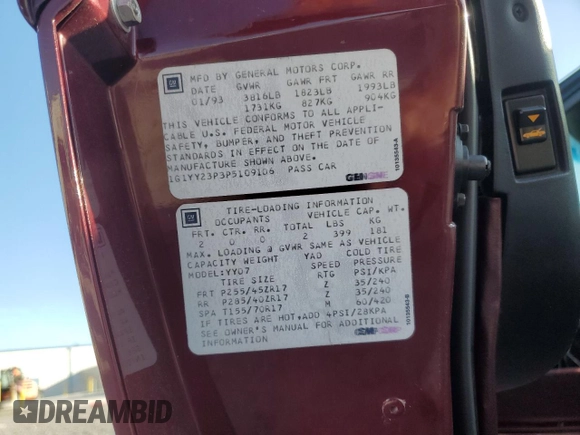 GM
MFD BY GENERAL MOTORS CORP.
DATE GVWR GAWR FRT GAWR RR
01/93 3816LB 1823LB 1993LB
1731KG 827KG 904KG
THIS VEHICLE CONFORMS TO ALL APPLI-
CABLE U.S. FEDERAL MOTOR VEHICLE
SAFETY, BUMPER, AND THEFT PREVENTION
STANDARDS IN EFFECT ON THE DATE OF
MANUFACTURE SHOWN ABOVE.
1G1YY23P3P5109106 PASS CAR
10185543-A
GM
TIRE-LOADING INFORMATION
OCCUPANTS VEHICLE CAP. WT.
FRT. CTR. RR. TOTAL LBS KG
2 0 0 2 399 181
MAX. LOADING @ GVWR SAME AS VEHICLE
CAPACITY WEIGHT YAD COLD TIRE
MODEL:YY07 SPEED PRESSURE
TIRE SIZE RTG PSI/KPA
FRT P255/45ZR17 Z 35/240
RR P285/40ZR17 Z 35/240
SPA T155/70R17 M 60/420
IF TIRES ARE HOT,ADD 4PSI/28KPA
SEE OWNER'S MANUAL FOR ADDITIONAL
INFORMATION
10185543-B
DREAMBID